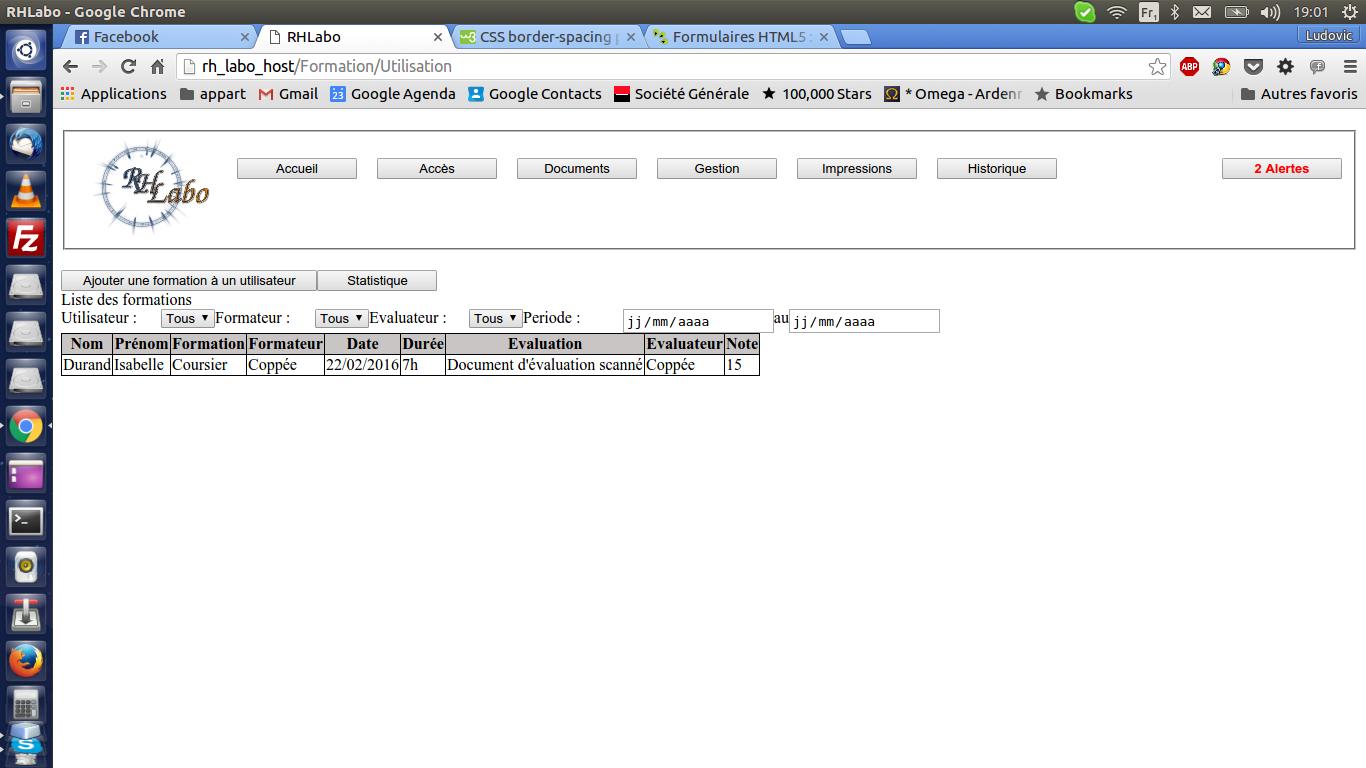 RHLabo - Google Chrome
Fr1
19:01
Facebook
RHLabo
CSS border-spacing
Formulaires HTML5
Ludovic
rh_labo_host/Formation/Utilisation
ABP
Applications
appart
Gmail
23 Google Agenda
Google Contacts
Société Générale
100,000 Stars
* Omega - Ardenr
Bookmarks
Autres favoris
RHLabo
Accueil
Accès
Documents
Gestion
Impressions
Historique
2 Alertes
Ajouter une formation à un utilisateur
Statistique
Liste des formations
Utilisateur : Tous Formateur : Tous Evaluateur : Tous Periode : jj/mm/aaaa au jj/mm/aaaa
Nom Prénom Formation Formateur Date Durée Evaluation Evaluateur Note
Durand Isabelle Coursier Coppée 22/02/2016 7h Document d'évaluation scanné Coppée 15